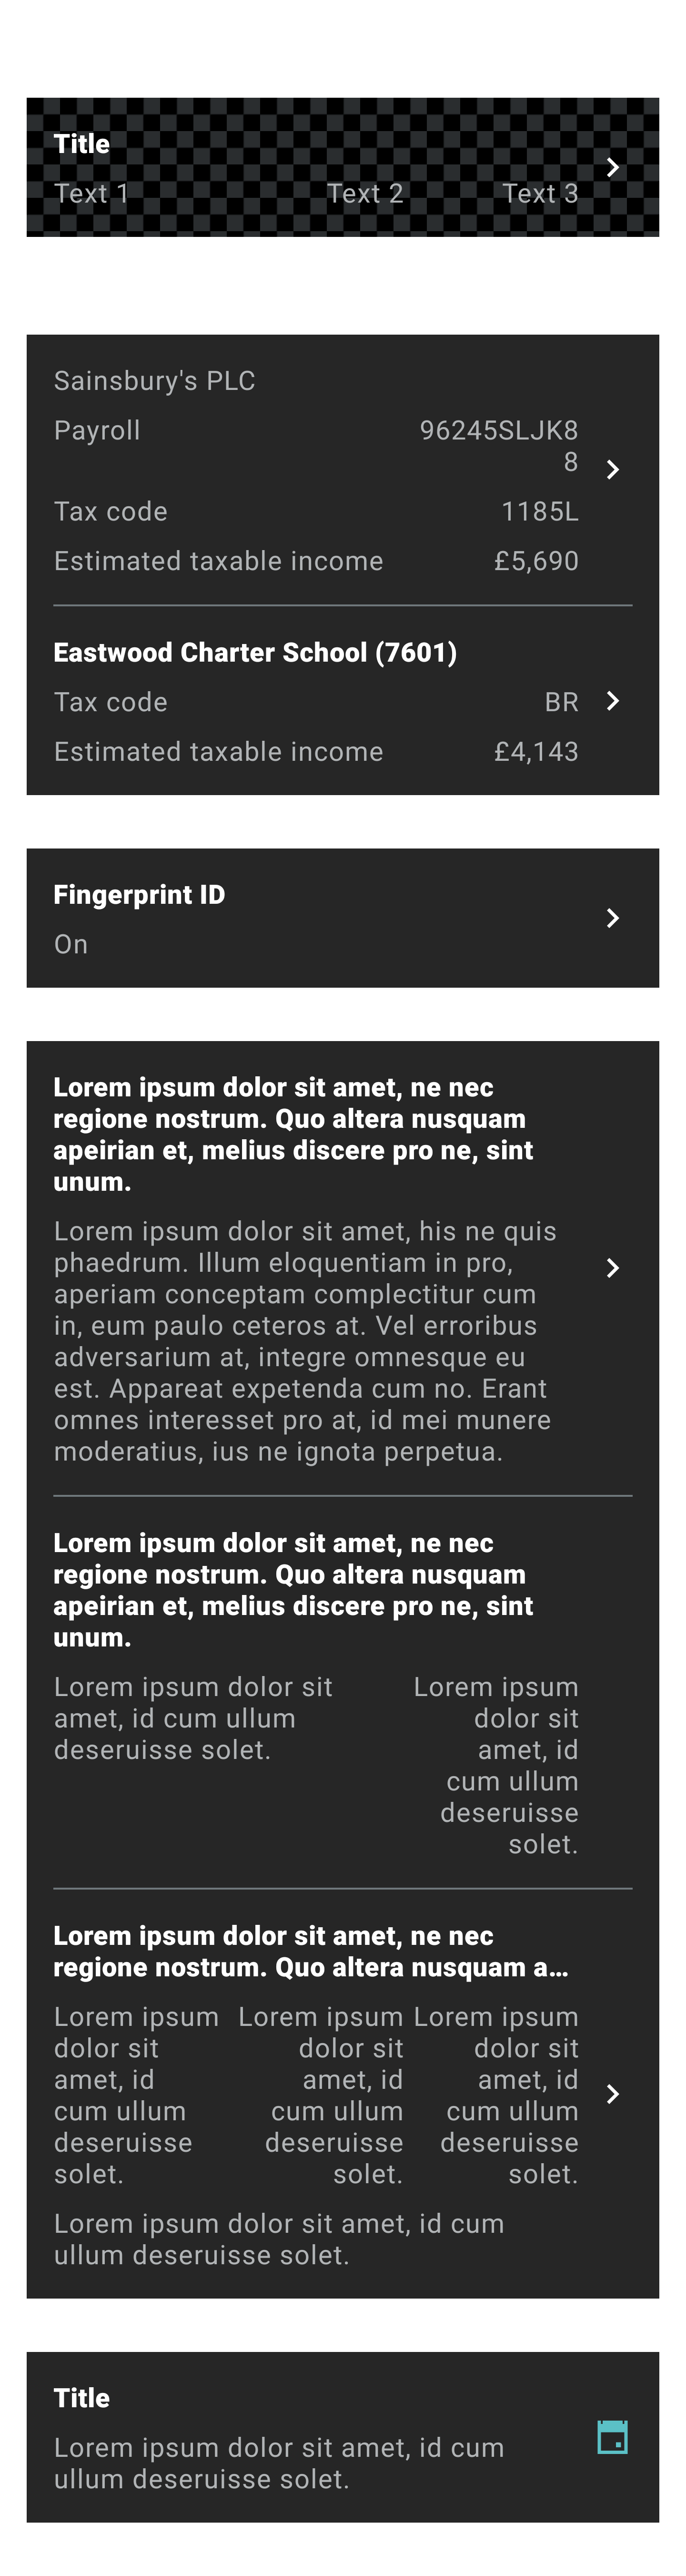 Title
Text 1 Text 2 Text 3
Sainsbury's PLC
Payroll 96245SLJK8
8
Tax code 1185L
Estimated taxable income £5,690
Eastwood Charter School (7601)
Tax code BR
Estimated taxable income £4,143
Fingerprint ID
On
Lorem ipsum dolor sit amet, ne nec
regione nostrum. Quo altera nusquam
apeirian et, melius discere pro ne, sint
unum.
Lorem ipsum dolor sit amet, his ne quis
phaedrum. Illum eloquentiam in pro,
aperiam conceptam complectitur cum
in, eum paulo ceteros at. Vel erroribus
adversarium at, integre omnesque eu
est. Appareat expetenda cum no. Erant
omnes interesset pro at, id mei munere
moderatius, ius ne ignota perpetua.
Lorem ipsum dolor sit amet, ne nec
regione nostrum. Quo altera nusquam
apeirian et, melius discere pro ne, sint
unum.
Lorem ipsum dolor sit
amet, id cum ullum
deseruisse solet.
Lorem ipsum
dolor sit
amet, id
cum ullum
deseruisse
solet.
Lorem ipsum dolor sit amet, ne nec
regione nostrum. Quo altera nusquam a…
Lorem ipsum
dolor sit
amet, id
cum ullum
deseruisse
solet.
Lorem ipsum
dolor sit
amet, id
cum ullum
deseruisse
solet.
Lorem ipsum
dolor sit
amet, id
cum ullum
deseruisse
solet.
Lorem ipsum dolor sit amet, id cum
ullum deseruisse solet.
Title
Lorem ipsum dolor sit amet, id cum
ullum deseruisse solet.